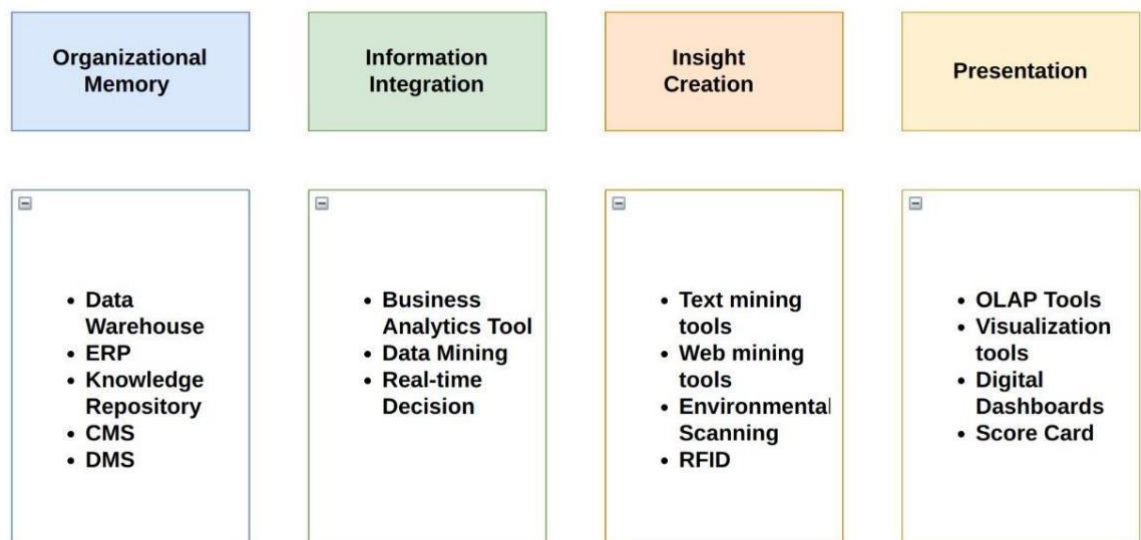 Organizational
Memory
Information
Integration
Insight
Creation
Presentation
• Data
Warehouse
• ERP
• Knowledge
Repository
• CMS
• DMS
• Business
Analytics Tool
• Data Mining
• Real-time
Decision
• Text mining
tools
• Web mining
tools
• Environmental
Scanning
• RFID
• OLAP Tools
• Visualization
tools
• Digital
Dashboards
• Score Card